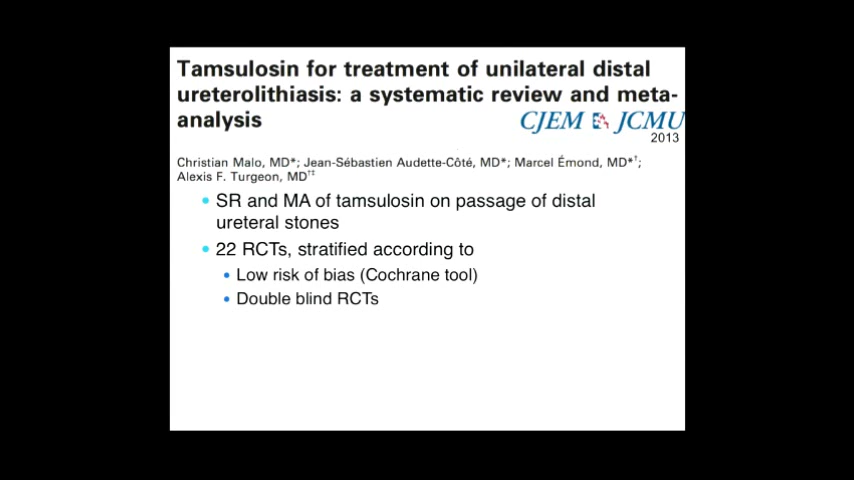 Tamsulosin for treatment of unilateral distal
ureterolithiasis: a systematic review and meta-
analysis
CJEM JCMU
2013
Christian Malo, MD*; Jean-Sébastien Audette-Côté, MD*; Marcel Émond, MD*†;
Alexis F. Turgeon, MD†‡
• SR and MA of tamsulosin on passage of distal
ureteral stones
• 22 RCTs, stratified according to
• Low risk of bias (Cochrane tool)
• Double blind RCTs